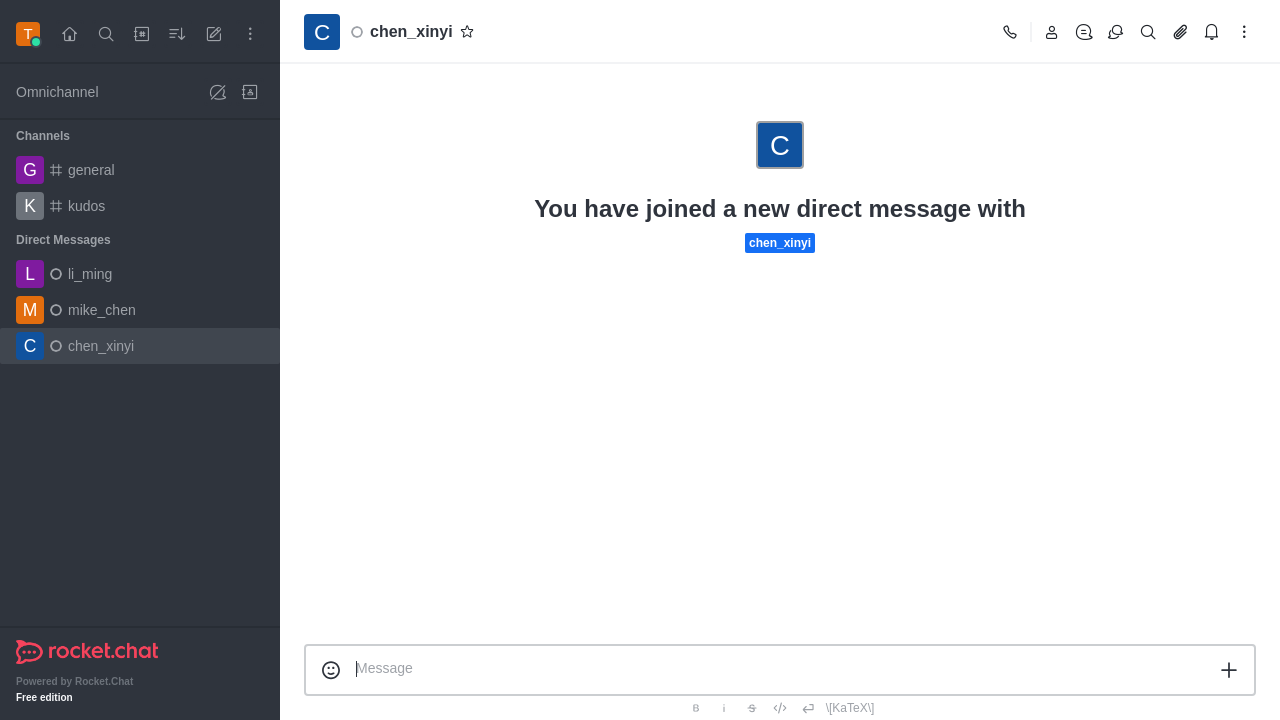 T
Omnichannel
Channels
G general
K kudos
Direct Messages
L li_ming
M mike_chen
C chen_xinyi
rocket.chat
Powered by Rocket.Chat
Free edition
C chen_xinyi
C
You have joined a new direct message with
chen_xinyi
Message
B i S \[KaTeX\]